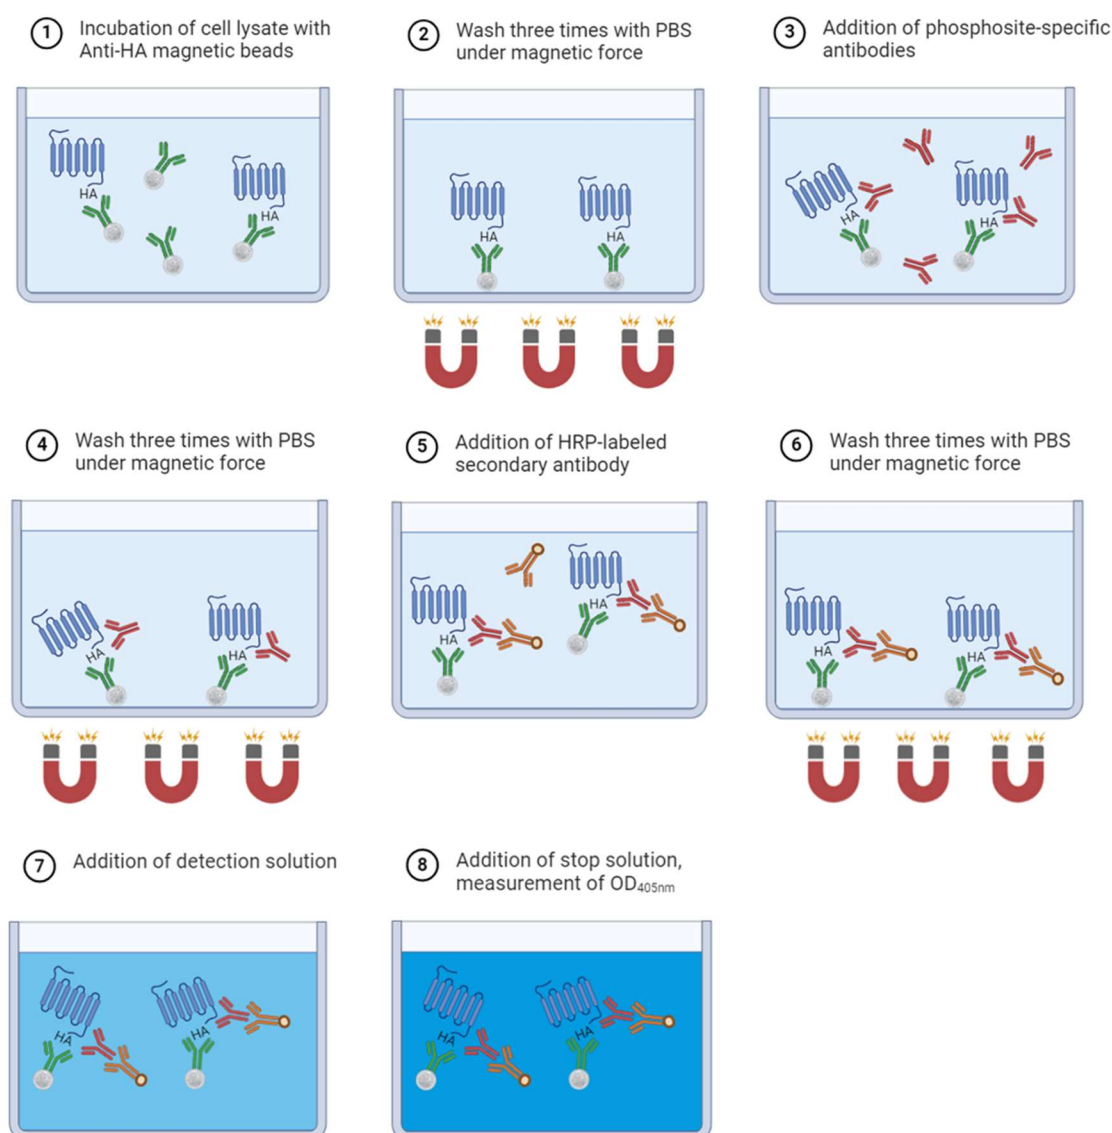 1 Incubation of cell lysate with
Anti-HA magnetic beads
2 Wash three times with PBS
under magnetic force
3 Addition of phosphosite-specific
antibodies
HA
HA
HA
HA
HA
HA
4 Wash three times with PBS
under magnetic force
5 Addition of HRP-labeled
secondary antibody
6 Wash three times with PBS
under magnetic force
HA
HA
HA
HA
HA
HA
7 Addition of detection solution
8 Addition of stop solution,
measurement of OD405nm
HA
HA
HA
HA